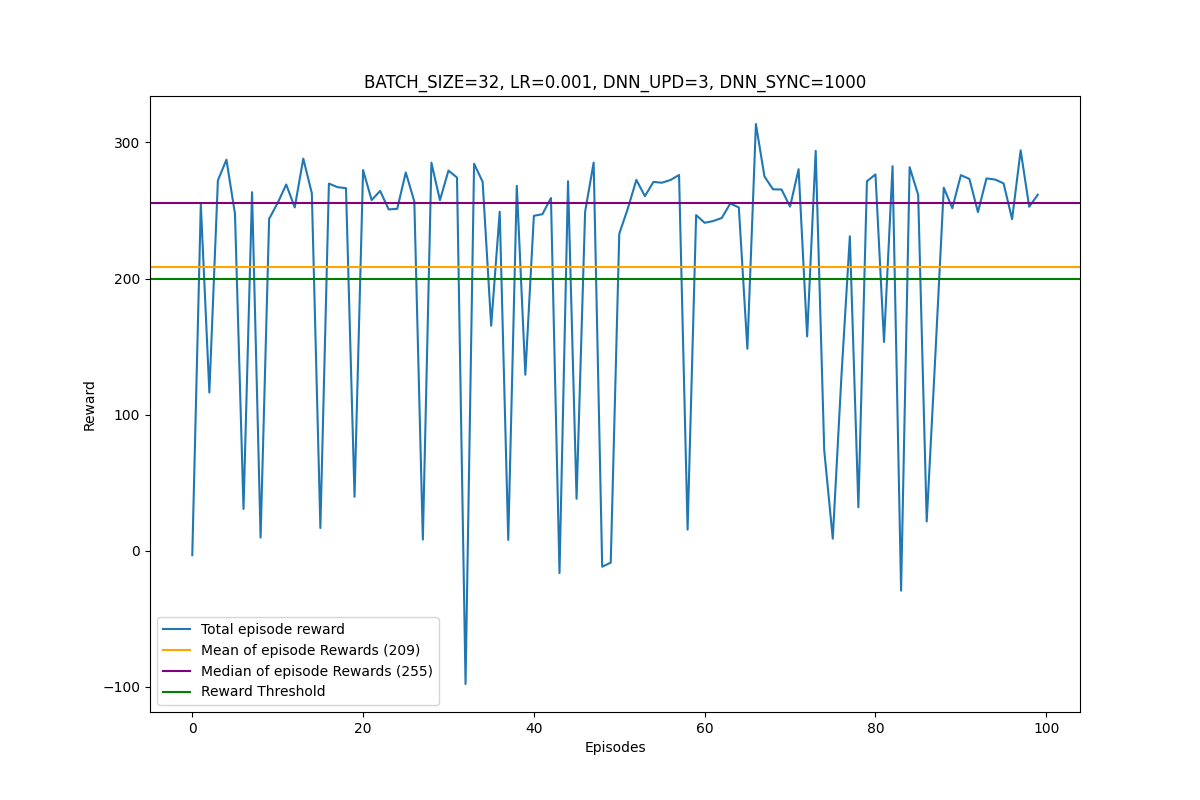 BATCH_SIZE=32, LR=0.001, DNN_UPD=3, DNN_SYNC=1000
300
200
100
0
−100
Reward
Total episode reward
Mean of episode Rewards (209)
Median of episode Rewards (255)
Reward Threshold
0 20 40 60 80 100
Episodes